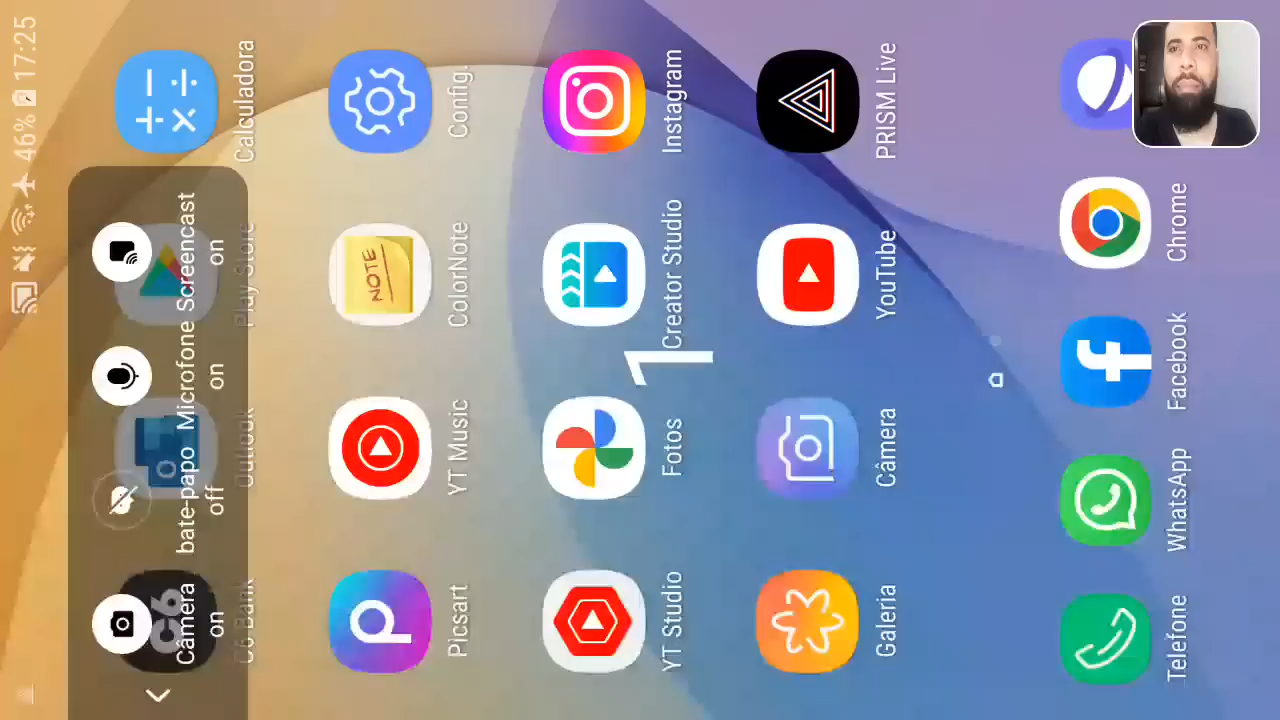 46% 17:25
Câmera on
bate-papo off
Microfone on
Screencast on
C6 Bank
Outlook
Play Store
Calculadora
Picsart
YT Music
ColorNote
NOTE
Config.
1
YT Studio
Fotos
Creator Studio
Instagram
Galeria
Câmera
YouTube
PRISM Live
Telefone
WhatsApp
Facebook
Chrome